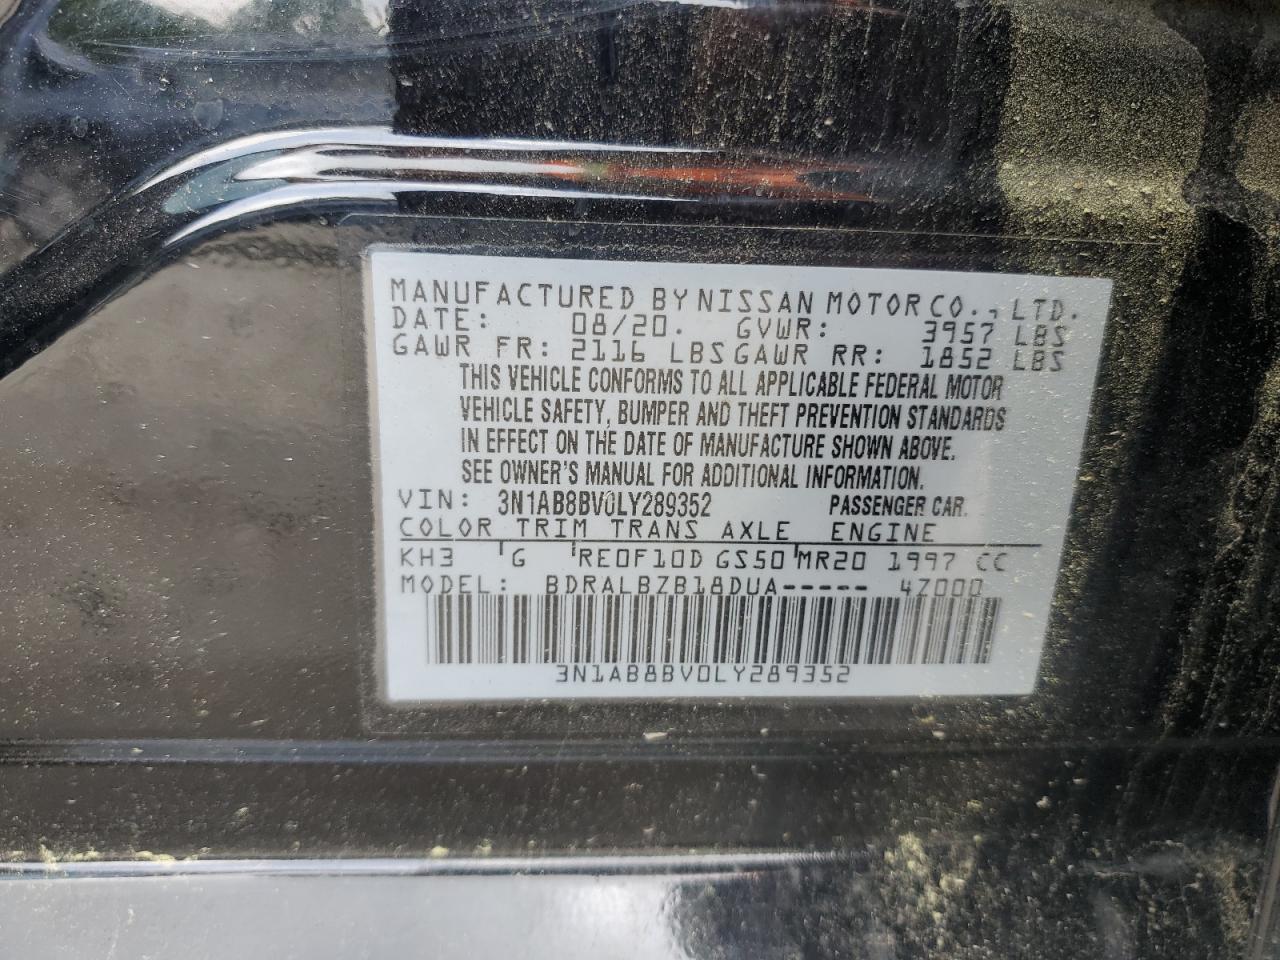 MANUFACTURED BY NISSAN MOTOR CO., LTD.
DATE: 08/20. GVWR: 3957 LBS
GAWR FR: 2116 LBS GAWR RR: 1852 LBS
THIS VEHICLE CONFORMS TO ALL APPLICABLE FEDERAL MOTOR
VEHICLE SAFETY, BUMPER AND THEFT PREVENTION STANDARDS
IN EFFECT ON THE DATE OF MANUFACTURE SHOWN ABOVE.
SEE OWNER'S MANUAL FOR ADDITIONAL INFORMATION.
VIN: 3N1AB8BV0LY289352 PASSENGER CAR.
COLOR TRIM TRANS AXLE ENGINE
KH3 'G 'RE0F10D GS50'MR20 1997 CC
MODEL: BDRALBZB18DUA----- 4Z000
3N1AB8BV0LY289352